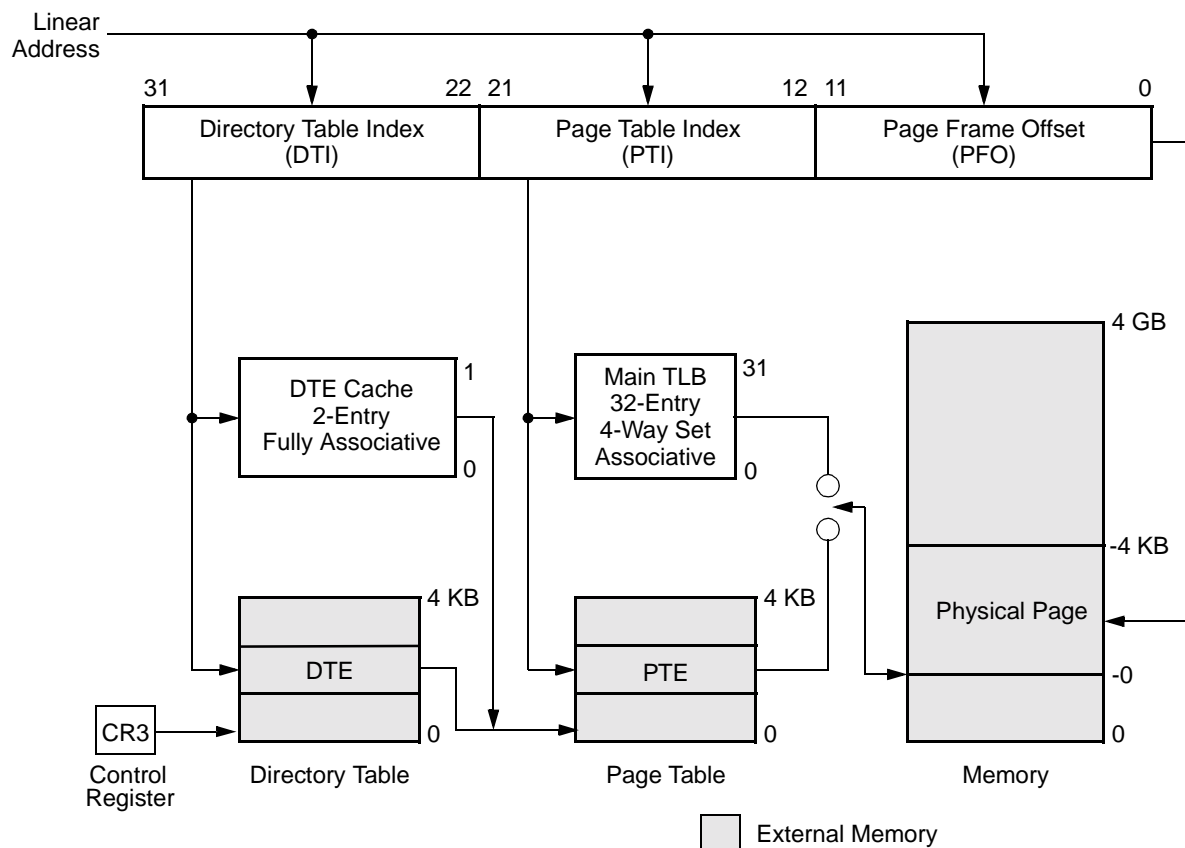 Linear
Address
31
22
21
12
11
0
Directory Table Index
(DTI)
Page Table Index
(PTI)
Page Frame Offset
(PFO)
4 GB
DTE Cache
2-Entry
Fully Associative
1
0
Main TLB
32-Entry
4-Way Set
Associative
31
0
-4 KB
Physical Page
-0
0
4 KB
DTE
0
4 KB
PTE
0
CR3
Control
Register
Directory Table
Page Table
Memory
External Memory